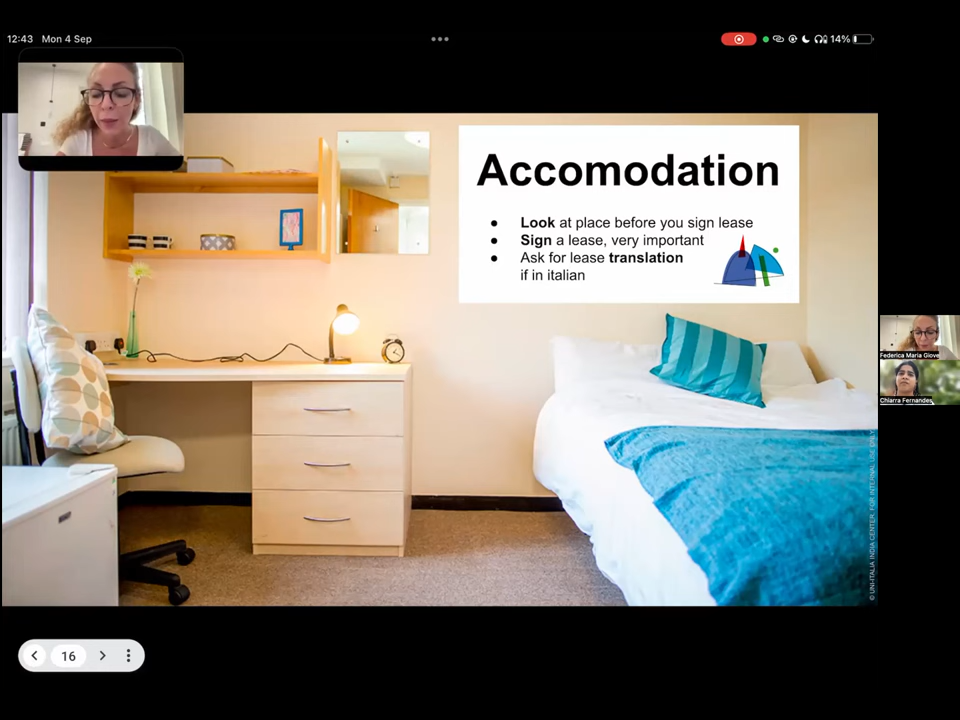 12:43 Mon 4 Sep
14%
Accomodation
● Look at place before you sign lease
● Sign a lease, very important
● Ask for lease translation
if in italian
Federica Maria Giove
Chiarra Fernandes
© UNI-ITALIA INDIA CENTER, FOR INTERNAL USE ONLY
16